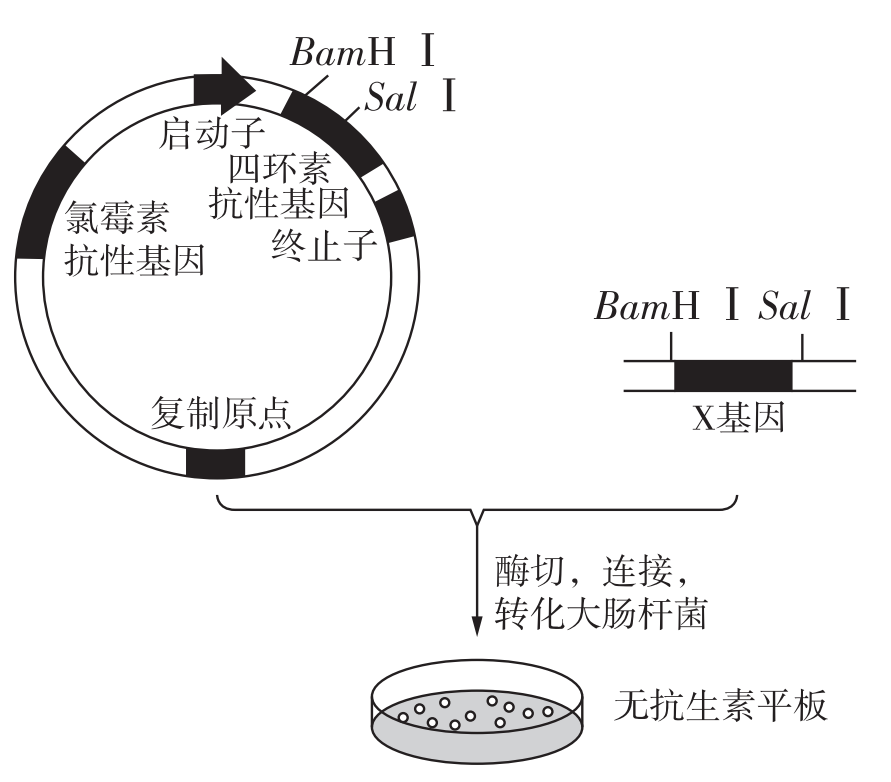 BamH Ⅰ
Sal Ⅰ
启动子
四环素
抗性基因
终止子
氯霉素
抗性基因
复制原点
BamH Ⅰ Sal Ⅰ
X基因
酶切，连接，
转化大肠杆菌
无抗生素平板